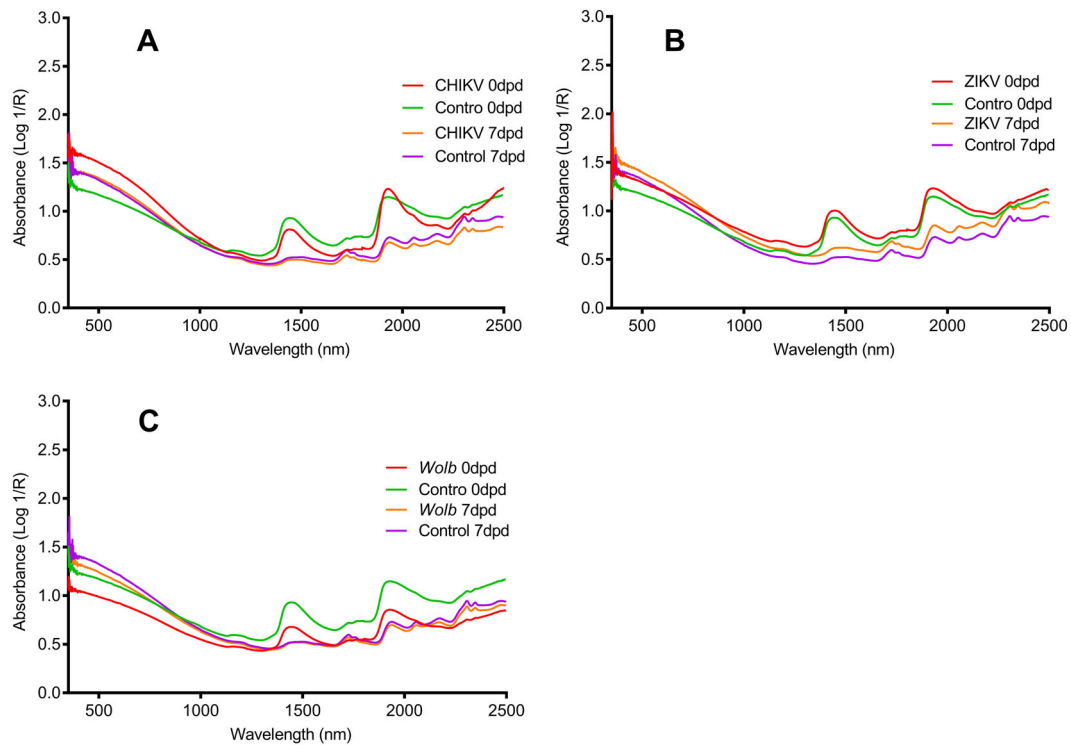 A
3.0
2.5
2.0
1.5
1.0
0.5
0.0
Absorbance (Log 1/R)
CHIKV 0dpd
Contro 0dpd
CHIKV 7dpd
Control 7dpd
500
1000
1500
2000
2500
Wavelength (nm)
B
3.0
2.5
2.0
1.5
1.0
0.5
0.0
Absorbance (Log 1/R)
ZIKV 0dpd
Contro 0dpd
ZIKV 7dpd
Control 7dpd
500
1000
1500
2000
2500
Wavelength (nm)
C
3.0
2.5
2.0
1.5
1.0
0.5
0.0
Absorbance (Log 1/R)
Wolb 0dpd
Contro 0dpd
Wolb 7dpd
Control 7dpd
500
1000
1500
2000
2500
Wavelength (nm)